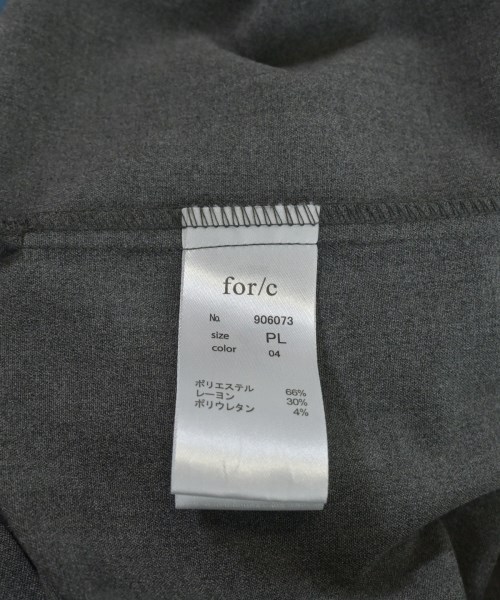 for/c
No. 906073
size PL
color 04
ポリエステル 66%
レーヨン 30%
ポリウレタン 4%